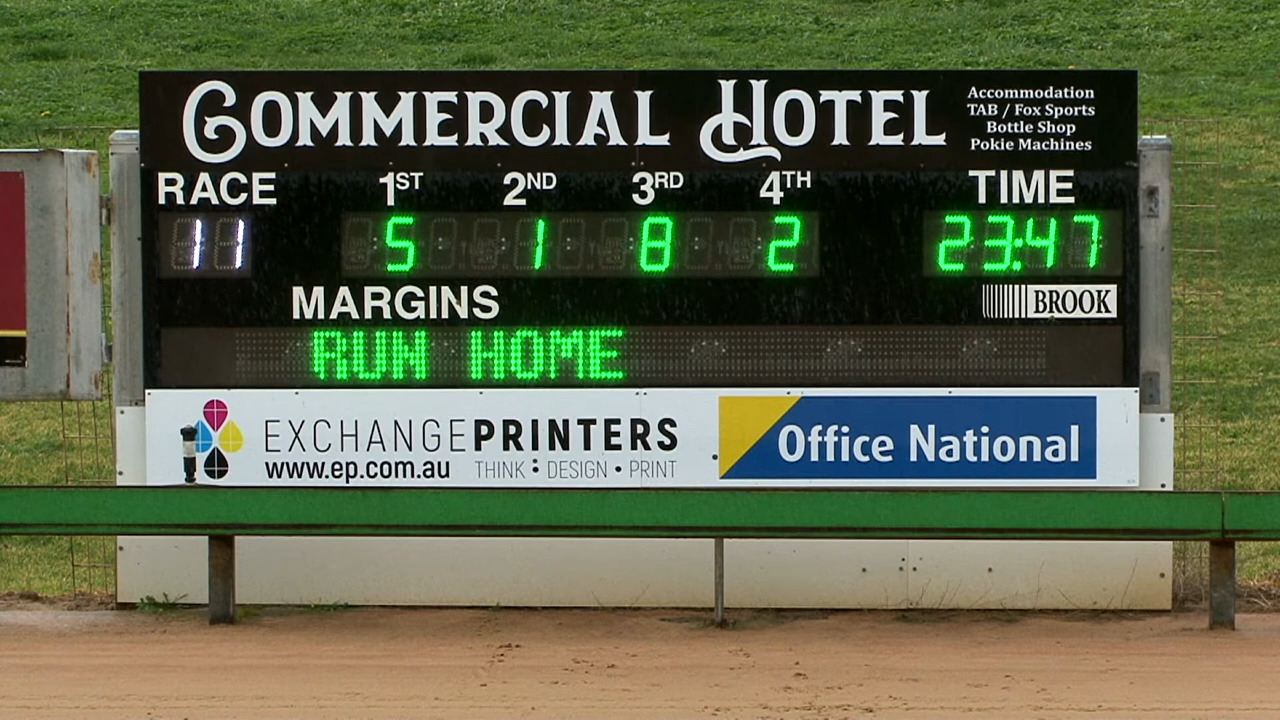 COMMERCIAL HOTEL
Accommodation
TAB / Fox Sports
Bottle Shop
Pokie Machines
RACE 1ST 2ND 3RD 4TH TIME
11 5 1 8 2 23:47
MARGINS
BROOK
RUN HOME
EXCHANGEPRINTERS
www.ep.com.au THINK : DESIGN • PRINT
Office National